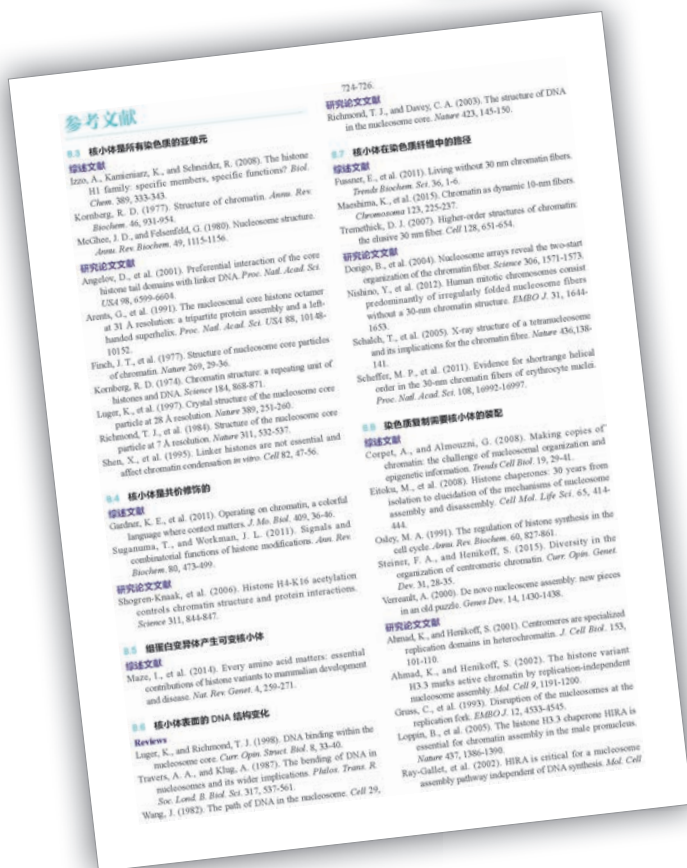 参考文献
8.3 核小体是所有染色质的亚单元
综述文献
Izzo, A., Kamieniarz, K., and Schneider, R. (2008). The histone
H1 family: specific members, specific functions? Biol.
Chem. 389, 333-343.
Kornberg, R. D. (1977). Structure of chromatin. Annu. Rev.
Biochem. 46, 931-954.
McGhee, J. D., and Felsenfeld, G. (1980). Nucleosome structure.
Annu. Rev. Biochem. 49, 1115-1156.
研究论文文献
Angelov, D., et al. (2001). Preferential interaction of the core
histone tail domains with linker DNA. Proc. Natl. Acad. Sci.
USA 98, 6599-6604.
Arents, G., et al. (1991). The nucleosomal core histone octamer
at 31 Å resolution: a tripartite protein assembly and a left-
handed superhelix. Proc. Natl. Acad. Sci. USA 88, 10148-
10152.
Finch, J. T., et al. (1977). Structure of nucleosome core particles
of chromatin. Nature 269, 29-36.
Kornberg, R. D. (1974). Chromatin structure: a repeating unit of
histones and DNA. Science 184, 868-871.
Luger, K., et al. (1997). Crystal structure of the nucleosome core
particle at 28 Å resolution. Nature 389, 251-260.
Richmond, T. J., et al. (1984). Structure of the nucleosome core
particle at 7 Å resolution. Nature 311, 532-537.
Shen, X., et al. (1995). Linker histones are not essential and
affect chromatin condensation in vitro. Cell 82, 47-56.
8.4 核小体是共价修饰的
综述文献
Gardner, K. E., et al. (2011). Operating on chromatin, a colorful
language where context matters. J. Mo. Biol. 409, 36-46.
Suganuma, T., and Workman, J. L. (2011). Signals and
combinatorial functions of histone modifications. Ann. Rev.
Biochem. 80, 473-499.
研究论文文献
Shogren-Knaak, et al. (2006). Histone H4-K16 acetylation
controls chromatin structure and protein interactions.
Science 311, 844-847.
8.5 组蛋白变异体产生可变核小体
综述文献
Maze, I., et al. (2014). Every amino acid matters: essential
contributions of histone variants to mammalian development
and disease. Nat. Rev. Genet. 4, 259-271.
8.6 核小体表面的 DNA 结构变化
Reviews
Luger, K., and Richmond, T. J. (1998). DNA binding within the
nucleosome core. Curr. Opin. Struct. Biol. 8, 33-40.
Travers, A. A., and Klug, A. (1987). The bending of DNA in
nucleosomes and its wider implications. Philos. Trans. R.
Soc. Lond. B. Biol. Sci. 317, 537-561.
Wang, J. (1982). The path of DNA in the nucleosome. Cell 29,
724-726.
研究论文文献
Richmond, T. J., and Davey, C. A. (2003). The structure of DNA
in the nucleosome core. Nature 423, 145-150.
8.7 核小体在染色质纤维中的路径
综述文献
Fussner, E., et al. (2011). Living without 30 nm chromatin fibers.
Trends Biochem. Sci. 36, 1-6.
Maeshima, K., et al. (2015). Chromatin as dynamic 10-nm fibers.
Chromosoma 123, 225-237.
Tremethick, D. J. (2007). Higher-order structures of chromatin:
the elusive 30 nm fiber. Cell 128, 651-654.
研究论文文献
Dorigo, B., et al. (2004). Nucleosome arrays reveal the two-start
organization of the chromatin fiber. Science 306, 1571-1573.
Nishino, Y., et al. (2012). Human mitotic chromosomes consist
predominantly of irregularly folded nucleosome fibers
without a 30-nm chromatin structure. EMBO J. 31, 1644-
1653.
Schalch, T., et al. (2005). X-ray structure of a tetranucleosome
and its implications for the chromatin fibre. Nature 436,138-
141.
Scheffer, M. P., et al. (2011). Evidence for shortrange helical
order in the 30-nm chromatin fibers of erythrocyte nuclei.
Proc. Natl. Acad. Sci. 108, 16992-16997.
8.8 染色质复制需要核小体的装配
综述文献
Corpet, A., and Almouzni, G. (2008). Making copies of
chromatin: the challenge of nucleosomal organization and
epigenetic information. Trends Cell Biol. 19, 29-41.
Eitoku, M., et al. (2008). Histone chaperones: 30 years from
isolation to elucidation of the mechanisms of nucleosome
assembly and disassembly. Cell Mol. Life Sci. 65, 414-
444.
Osley, M. A. (1991). The regulation of histone synthesis in the
cell cycle. Annu. Rev. Biochem. 60, 827-861.
Steiner, F. A., and Henikoff, S. (2015). Diversity in the
organization of centromeric chromatin. Curr. Opin. Genet.
Dev. 31, 28-35.
Verreault, A. (2000). De novo nucleosome assembly: new pieces
in an old puzzle. Genes Dev. 14, 1430-1438.
研究论文文献
Ahmad, K., and Henikoff, S. (2001). Centromeres are specialized
replication domains in heterochromatin. J. Cell Biol. 153,
101-110.
Ahmad, K., and Henikoff, S. (2002). The histone variant
H3.3 marks active chromatin by replication-independent
nucleosome assembly. Mol. Cell 9, 1191-1200.
Gruss, C., et al. (1993). Disruption of the nucleosomes at the
replication fork. EMBO J. 12, 4533-4545.
Loppin, B., et al. (2005). The histone H3.3 chaperone HIRA is
essential for chromatin assembly in the male pronucleus.
Nature 437, 1386-1390.
Ray-Gallet, et al. (2002). HIRA is critical for a nucleosome
assembly pathway independent of DNA synthesis. Mol. Cell